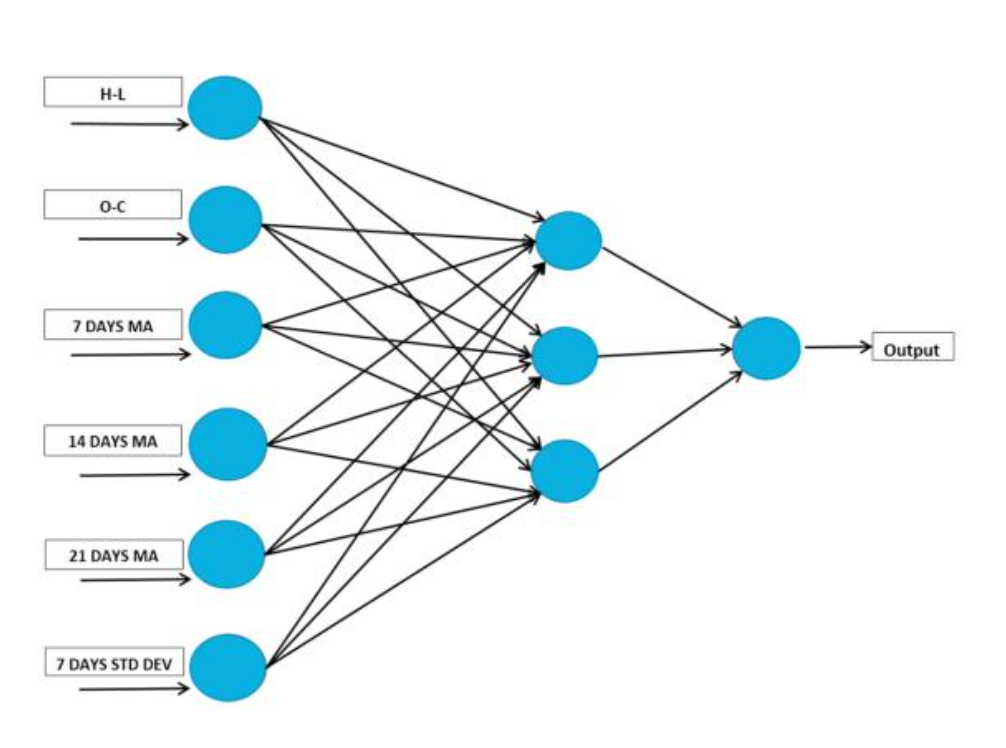 H-L
O-C
7 DAYS MA
14 DAYS MA
21 DAYS MA
7 DAYS STD DEV
Output